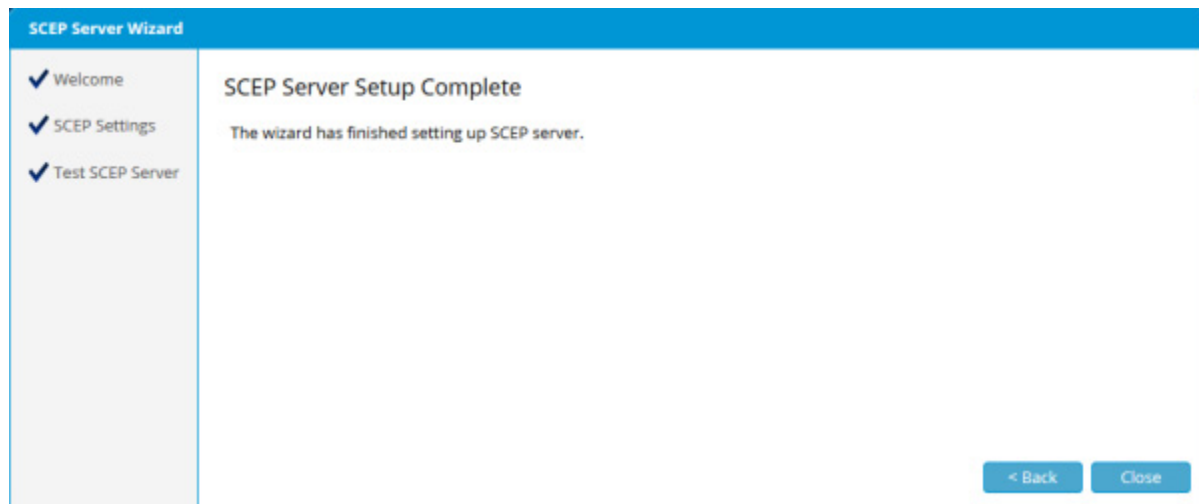 SCEP Server Wizard
Welcome
SCEP Settings
Test SCEP Server
SCEP Server Setup Complete
The wizard has finished setting up SCEP server.
< Back
Close